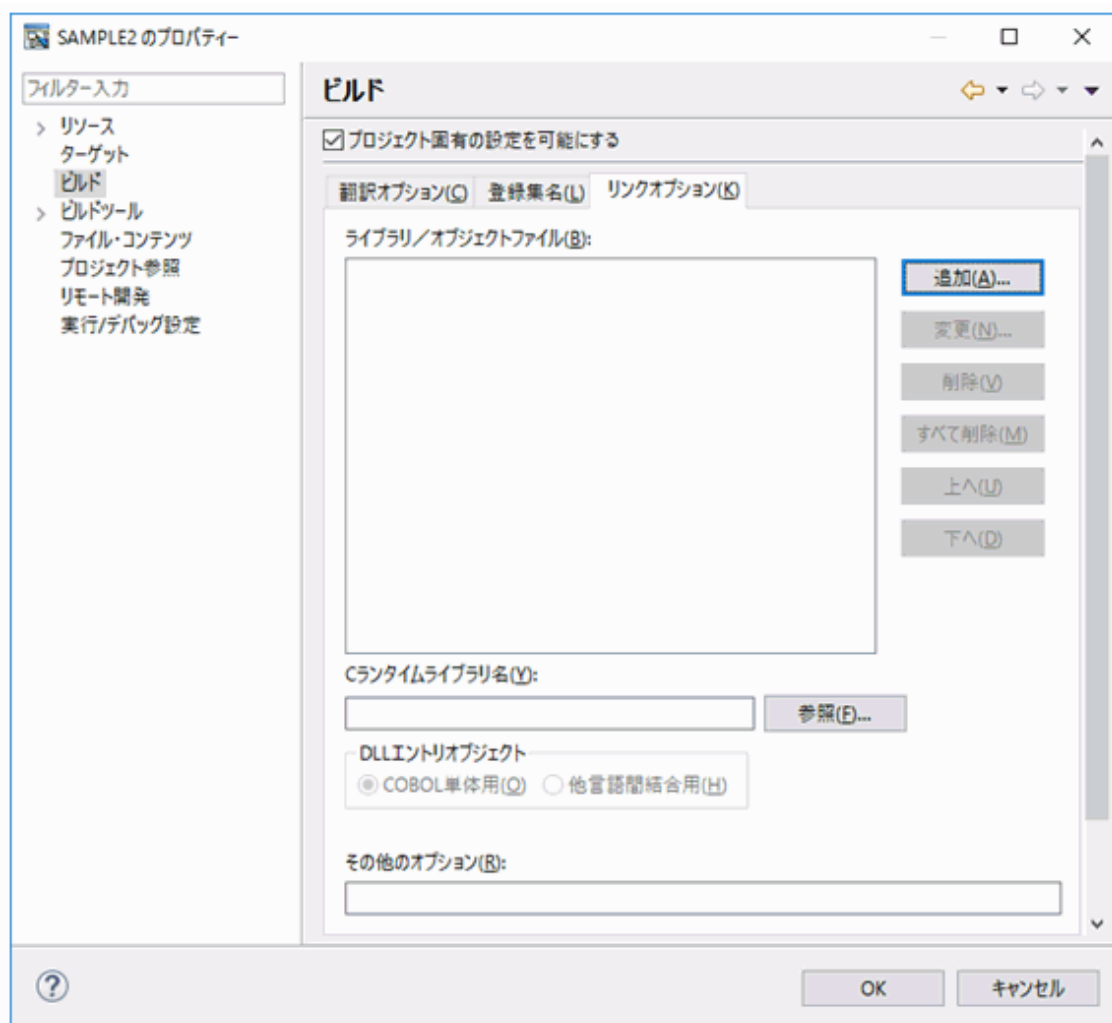 SAMPLE2 のプロパティー
フィルター入力
リソース
ターゲット
ビルド
ビルドツール
ファイル・コンテンツ
プロジェクト参照
リモート開発
実行/デバッグ設定
ビルド
プロジェクト固有の設定を可能にする
翻訳オプション(C) 登録集名(L) リンクオプション(K)
ライブラリ／オブジェクトファイル(B):
追加(A)...
変更(N)...
削除(V)
すべて削除(M)
上へ(U)
下へ(D)
Cランタイムライブラリ名(Y):
参照(F)...
DLLエントリオブジェクト
COBOL単体用(O) 他言語間結合用(H)
その他のオプション(R):
OK キャンセル